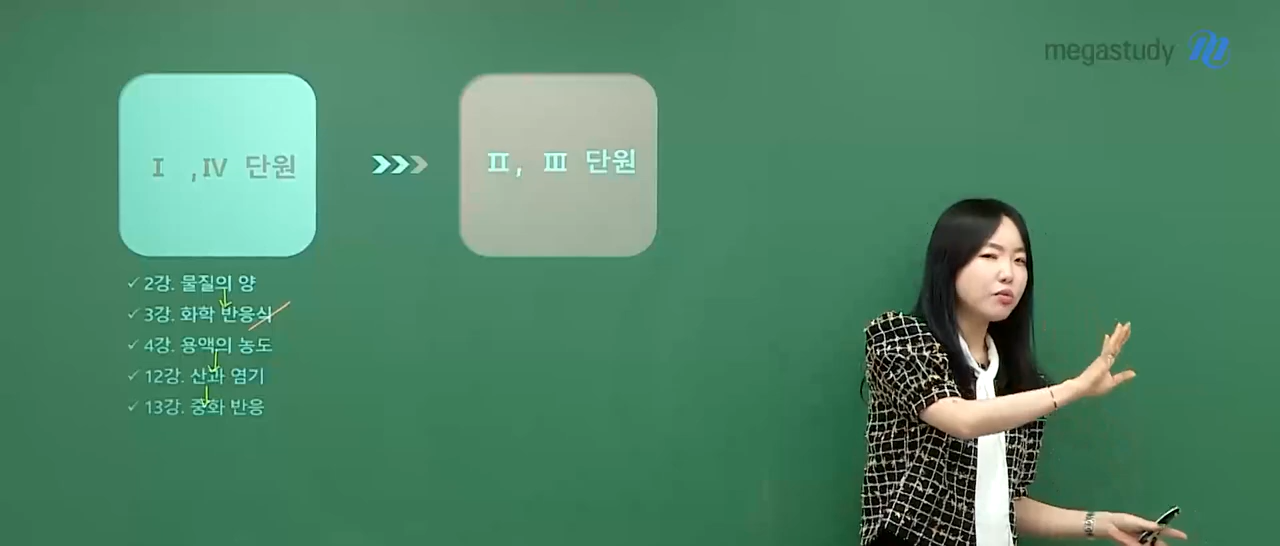 megastudy
Ⅰ ,Ⅳ 단원
Ⅱ, Ⅲ 단원
✓ 2강. 물질의 양
✓ 3강. 화학 반응식
✓ 4강. 용액의 농도
✓ 12강. 산과 염기
✓ 13강. 중화 반응